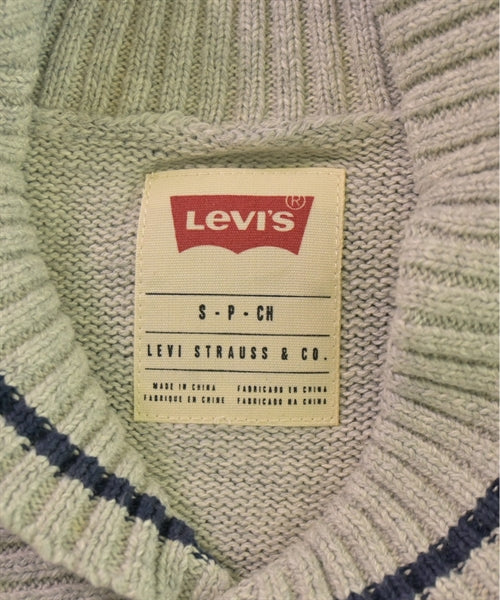 LEVI'S®
S - P - CH
LEVI STRAUSS & CO.
MADE IN CHINA FABRICADO EN CHINA
FABRIQUE EN CHINE FABRICADO NA CHINA